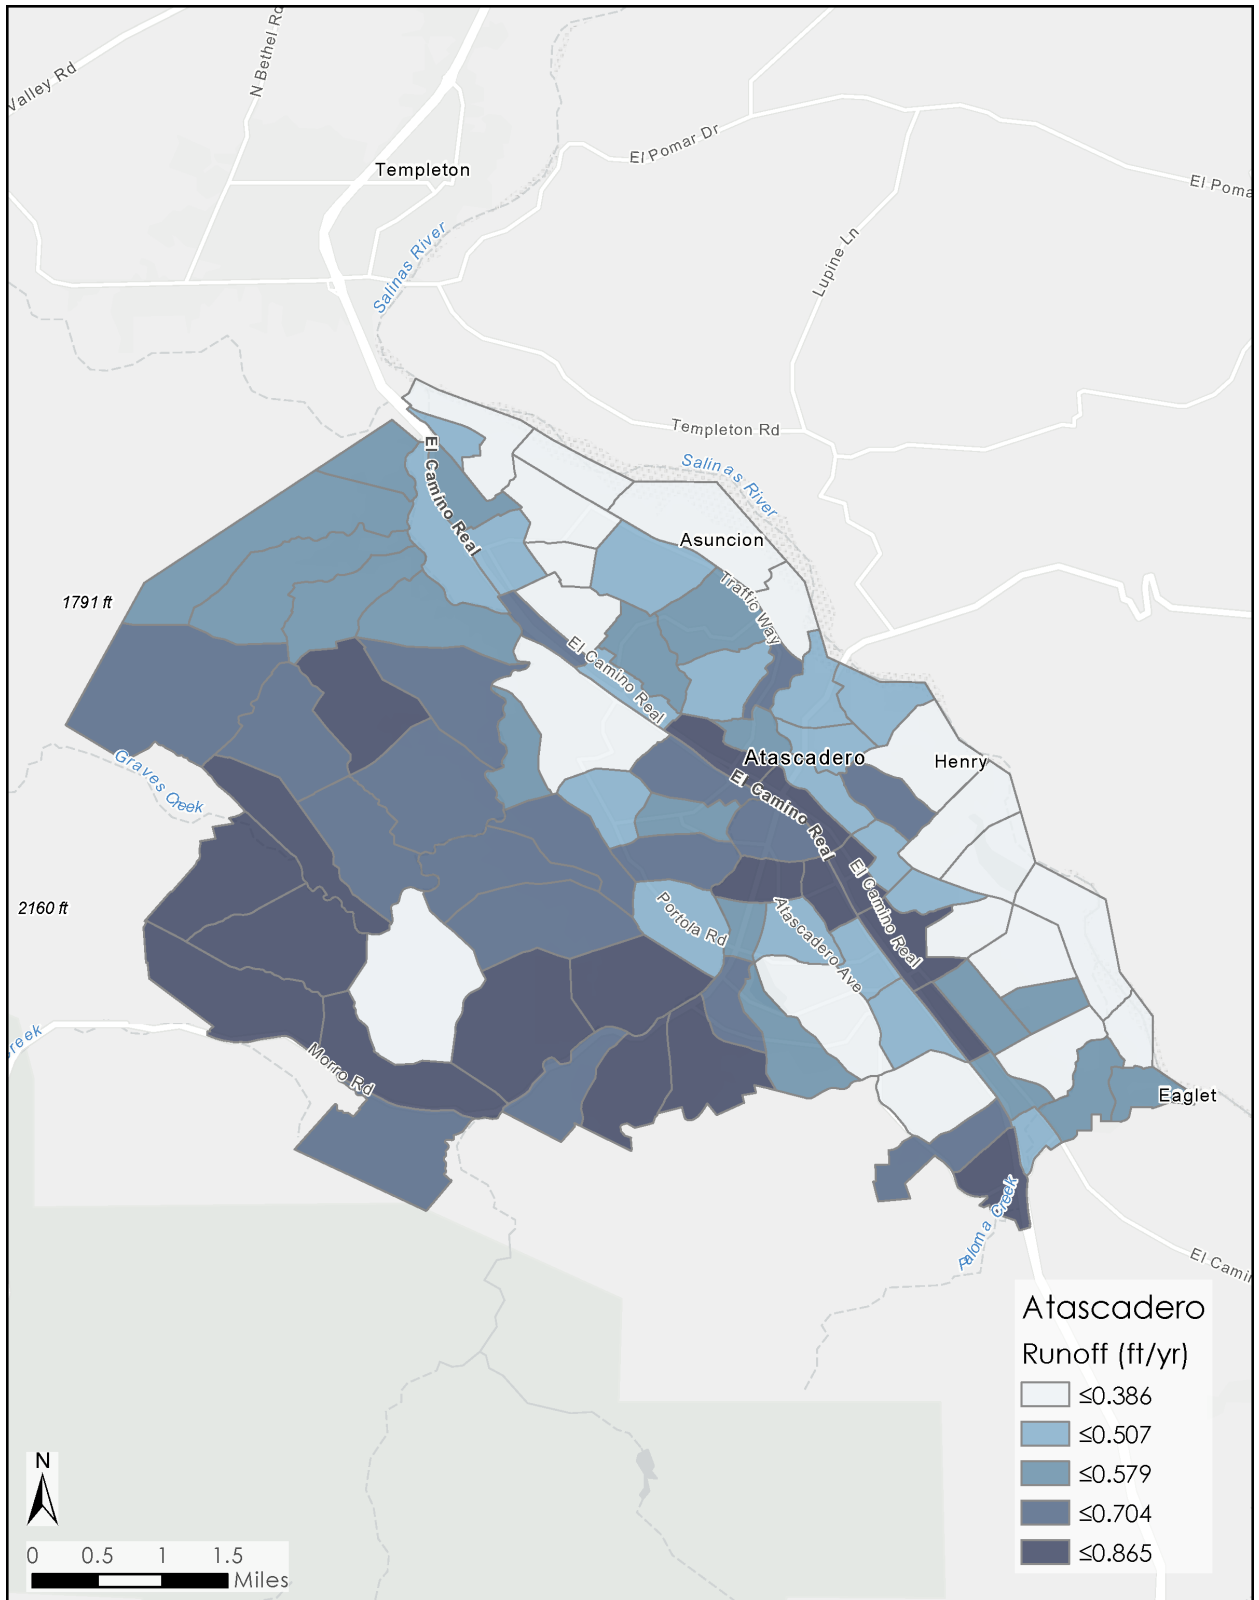 Valley Rd
N Bethel Rd
Templeton
El Pomar Dr
El Poma
Salinas River
Lupine Ln
Templeton Rd
Salinas River
El Camino Real
Asuncion
Traffic Way
1791 ft
El Camino Real
Graves Creek
Atascadero
Henry
El Camino Real
El Camino Real
2160 ft
Portola Rd
Atascadero Ave
reek
Morro Rd
Eaglet
Paloma Creek
El Cami
Atascadero
Runoff (ft/yr)
≤0.386
≤0.507
≤0.579
≤0.704
≤0.865
N
0 0.5 1 1.5
Miles